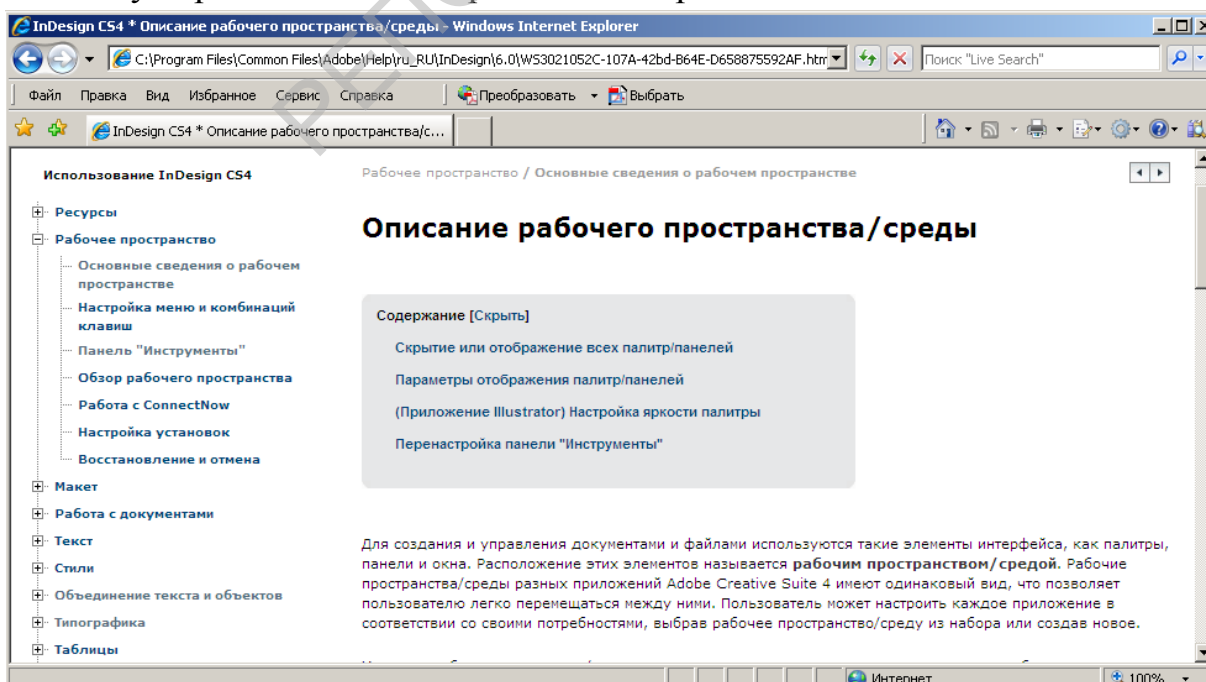 InDesign CS4 * Описание рабочего пространства/среды - Windows Internet Explorer
C:\Program Files\Common Files\Adobe\Help\ru_RU\InDesign\6.0\WS3021052C-107A-42bd-B64E-D658875592AF.htm
Поиск "Live Search"
Файл Правка Вид Избранное Сервис Справка Преобразовать Выбрать
InDesign CS4 * Описание рабочего пространства/с...
Использование InDesign CS4
Ресурсы
Рабочее пространство
Основные сведения о рабочем
пространстве
Настройка меню и комбинаций
клавиш
Панель "Инструменты"
Обзор рабочего пространства
Работа с ConnectNow
Настройка установок
Восстановление и отмена
Макет
Работа с документами
Текст
Стили
Объединение текста и объектов
Типографика
Таблицы
Рабочее пространство / Основные сведения о рабочем пространстве
Описание рабочего пространства/среды
Содержание [Скрыть]
Скрытие или отображение всех палитр/панелей
Параметры отображения палитр/панелей
(Приложение Illustrator) Настройка яркости палитры
Перенастройка панели "Инструменты"
Для создания и управления документами и файлами используются такие элементы интерфейса, как палитры,
панели и окна. Расположение этих элементов называется рабочим пространством/средой. Рабочие
пространства/среды разных приложений Adobe Creative Suite 4 имеют одинаковый вид, что позволяет
пользователю легко перемещаться между ними. Пользователь может настроить каждое приложение в
соответствии со своими потребностями, выбрав рабочее пространство/среду из набора или создав новое.
Интернет
100%